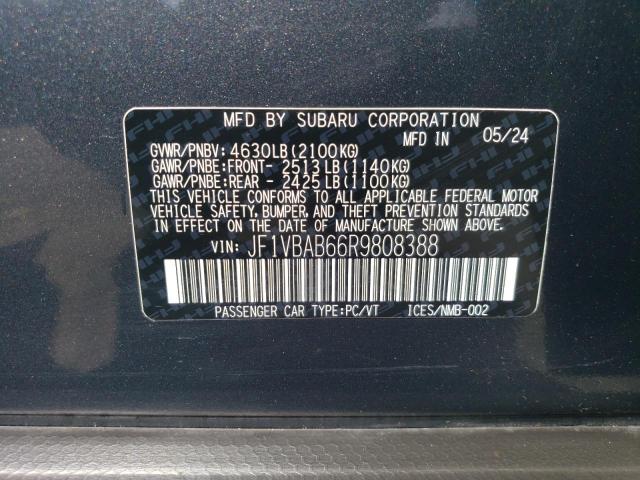 MFD BY SUBARU CORPORATION
MFD IN 05/24
GVWR/PNBV: 4630LB(2100KG)
GAWR/PNBE:FRONT- 2513LB(1140KG)
GAWR/PNBE:REAR - 2425LB(1100KG)
THIS VEHICLE CONFORMS TO ALL APPLICABLE FEDERAL MOTOR
VEHICLE SAFETY, BUMPER, AND THEFT PREVENTION STANDARDS
IN EFFECT ON THE DATE OF MANUFACTURE SHOWN ABOVE.
VIN: JF1VBAB66R9808388
PASSENGER CAR TYPE:PC/VT ICES/NMB-002